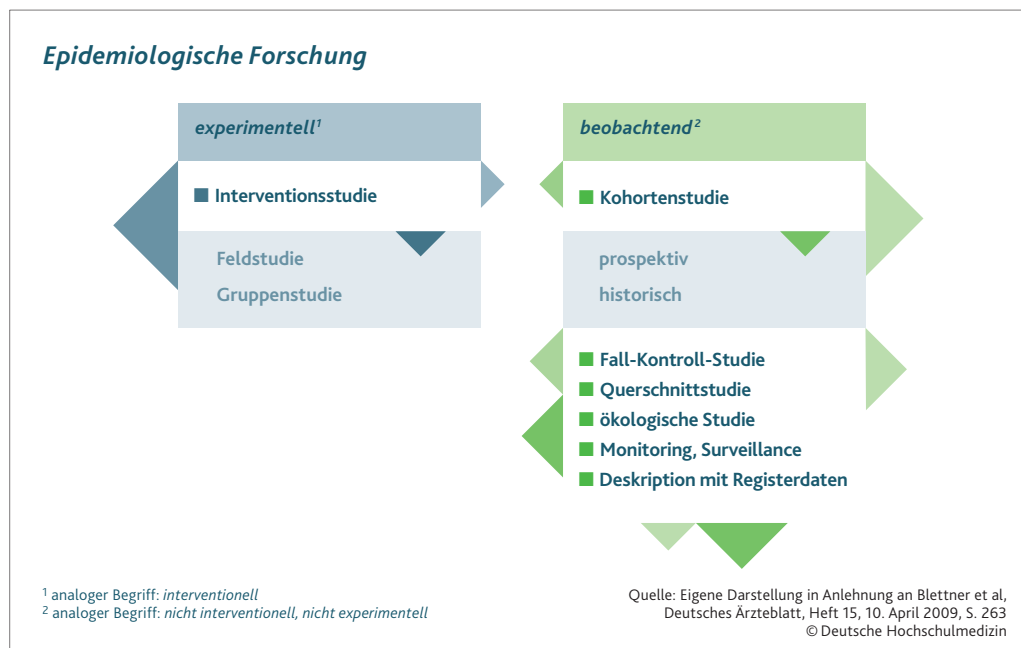 Epidemiologische Forschung
experimentell¹
Interventionsstudie
Feldstudie
Gruppenstudie
beobachtend²
Kohortenstudie
prospektiv
historisch
Fall-Kontroll-Studie
Querschnittstudie
ökologische Studie
Monitoring, Surveillance
Deskription mit Registerdaten
¹ analoger Begriff: interventionell
² analoger Begriff: nicht interventionell, nicht experimentell
Quelle: Eigene Darstellung in Anlehnung an Blettner et al,
Deutsches Ärzteblatt, Heft 15, 10. April 2009, S. 263
© Deutsche Hochschulmedizin